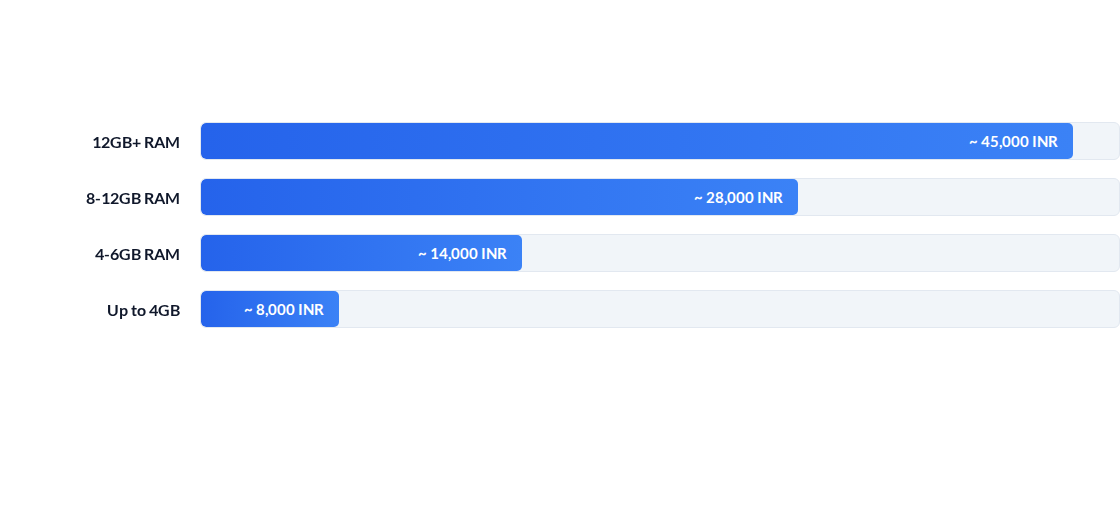 12GB+ RAM ~ 45,000 INR
8-12GB RAM ~ 28,000 INR
4-6GB RAM ~ 14,000 INR
Up to 4GB ~ 8,000 INR